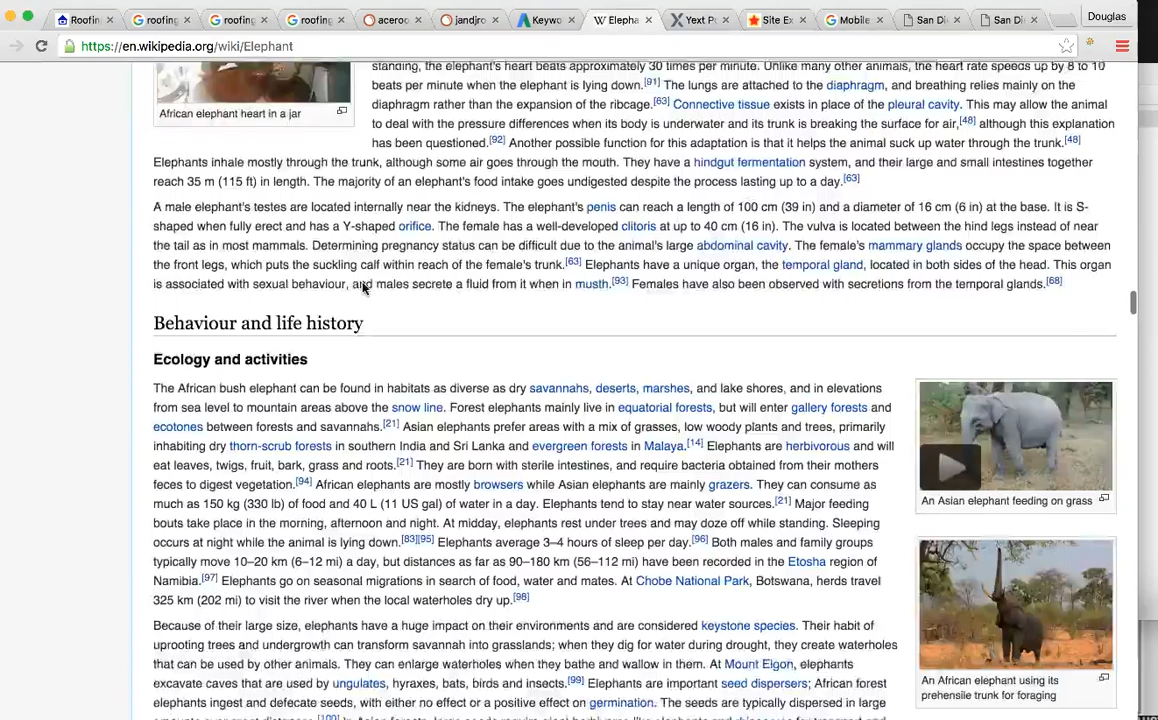 Roofin
roofing
roofing
roofing
aceroo
jandjro
Keywo
Elepha
Yext P
Site Ex
Mobile
San Di
San Di
Douglas
https://en.wikipedia.org/wiki/Elephant
standing, the elephant's heart beats approximately 30 times per minute. Unlike many other animals, the heart rate speeds up by 8 to 10
beats per minute when the elephant is lying down.[91] The lungs are attached to the diaphragm, and breathing relies mainly on the
diaphragm rather than the expansion of the ribcage.[63] Connective tissue exists in place of the pleural cavity. This may allow the animal
African elephant heart in a jar
to deal with the pressure differences when its body is underwater and its trunk is breaking the surface for air,[48] although this explanation
has been questioned.[92] Another possible function for this adaptation is that it helps the animal suck up water through the trunk.[48]
Elephants inhale mostly through the trunk, although some air goes through the mouth. They have a hindgut fermentation system, and their large and small intestines together
reach 35 m (115 ft) in length. The majority of an elephant's food intake goes undigested despite the process lasting up to a day.[63]
A male elephant's testes are located internally near the kidneys. The elephant's penis can reach a length of 100 cm (39 in) and a diameter of 16 cm (6 in) at the base. It is S-
shaped when fully erect and has a Y-shaped orifice. The female has a well-developed clitoris at up to 40 cm (16 in). The vulva is located between the hind legs instead of near
the tail as in most mammals. Determining pregnancy status can be difficult due to the animal's large abdominal cavity. The female's mammary glands occupy the space between
the front legs, which puts the suckling calf within reach of the female's trunk.[63] Elephants have a unique organ, the temporal gland, located in both sides of the head. This organ
is associated with sexual behaviour, and males secrete a fluid from it when in musth.[93] Females have also been observed with secretions from the temporal glands.[68]
Behaviour and life history
Ecology and activities
The African bush elephant can be found in habitats as diverse as dry savannahs, deserts, marshes, and lake shores, and in elevations
from sea level to mountain areas above the snow line. Forest elephants mainly live in equatorial forests, but will enter gallery forests and
ecotones between forests and savannahs.[21] Asian elephants prefer areas with a mix of grasses, low woody plants and trees, primarily
inhabiting dry thorn-scrub forests in southern India and Sri Lanka and evergreen forests in Malaya.[14] Elephants are herbivorous and will
eat leaves, twigs, fruit, bark, grass and roots.[21] They are born with sterile intestines, and require bacteria obtained from their mothers
feces to digest vegetation.[94] African elephants are mostly browsers while Asian elephants are mainly grazers. They can consume as
much as 150 kg (330 lb) of food and 40 L (11 US gal) of water in a day. Elephants tend to stay near water sources.[21] Major feeding
bouts take place in the morning, afternoon and night. At midday, elephants rest under trees and may doze off while standing. Sleeping
occurs at night while the animal is lying down.[83][95] Elephants average 3–4 hours of sleep per day.[96] Both males and family groups
typically move 10–20 km (6–12 mi) a day, but distances as far as 90–180 km (56–112 mi) have been recorded in the Etosha region of
Namibia.[97] Elephants go on seasonal migrations in search of food, water and mates. At Chobe National Park, Botswana, herds travel
325 km (202 mi) to visit the river when the local waterholes dry up.[98]
An Asian elephant feeding on grass
Because of their large size, elephants have a huge impact on their environments and are considered keystone species. Their habit of
uprooting trees and undergrowth can transform savannah into grasslands; when they dig for water during drought, they create waterholes
that can be used by other animals. They can enlarge waterholes when they bathe and wallow in them. At Mount Elgon, elephants
excavate caves that are used by ungulates, hyraxes, bats, birds and insects.[99] Elephants are important seed dispersers; African forest
elephants ingest and defecate seeds, with either no effect or a positive effect on germination. The seeds are typically dispersed in large
An African elephant using its
prehensile trunk for foraging